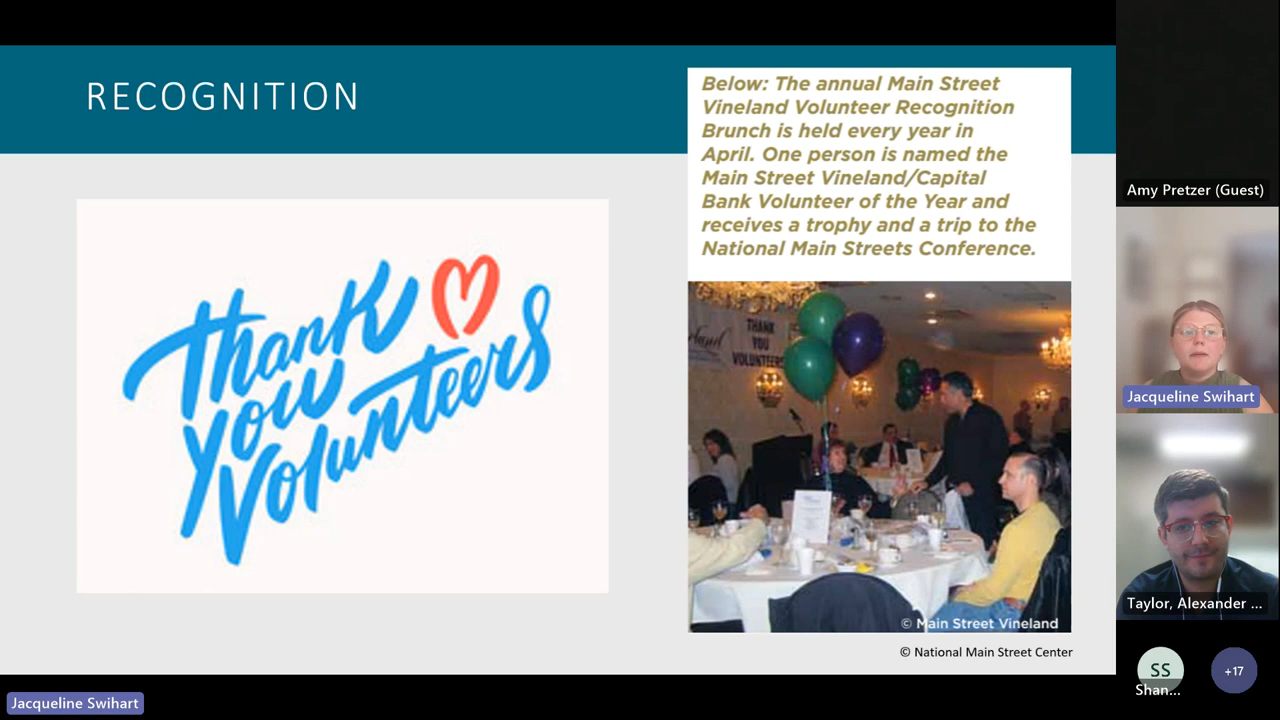 RECOGNITION
Below: The annual Main Street
Vineland Volunteer Recognition
Brunch is held every year in
April. One person is named the
Main Street Vineland/Capital
Bank Volunteer of the Year and
receives a trophy and a trip to the
National Main Streets Conference.
Thank
you
Volunteers
THANK
YOU
VOLUNTEERS
© Main Street Vineland
© National Main Street Center
Amy Pretzer (Guest)
Jacqueline Swihart
Taylor, Alexander ...
SS
Shan...
+17
Jacqueline Swihart